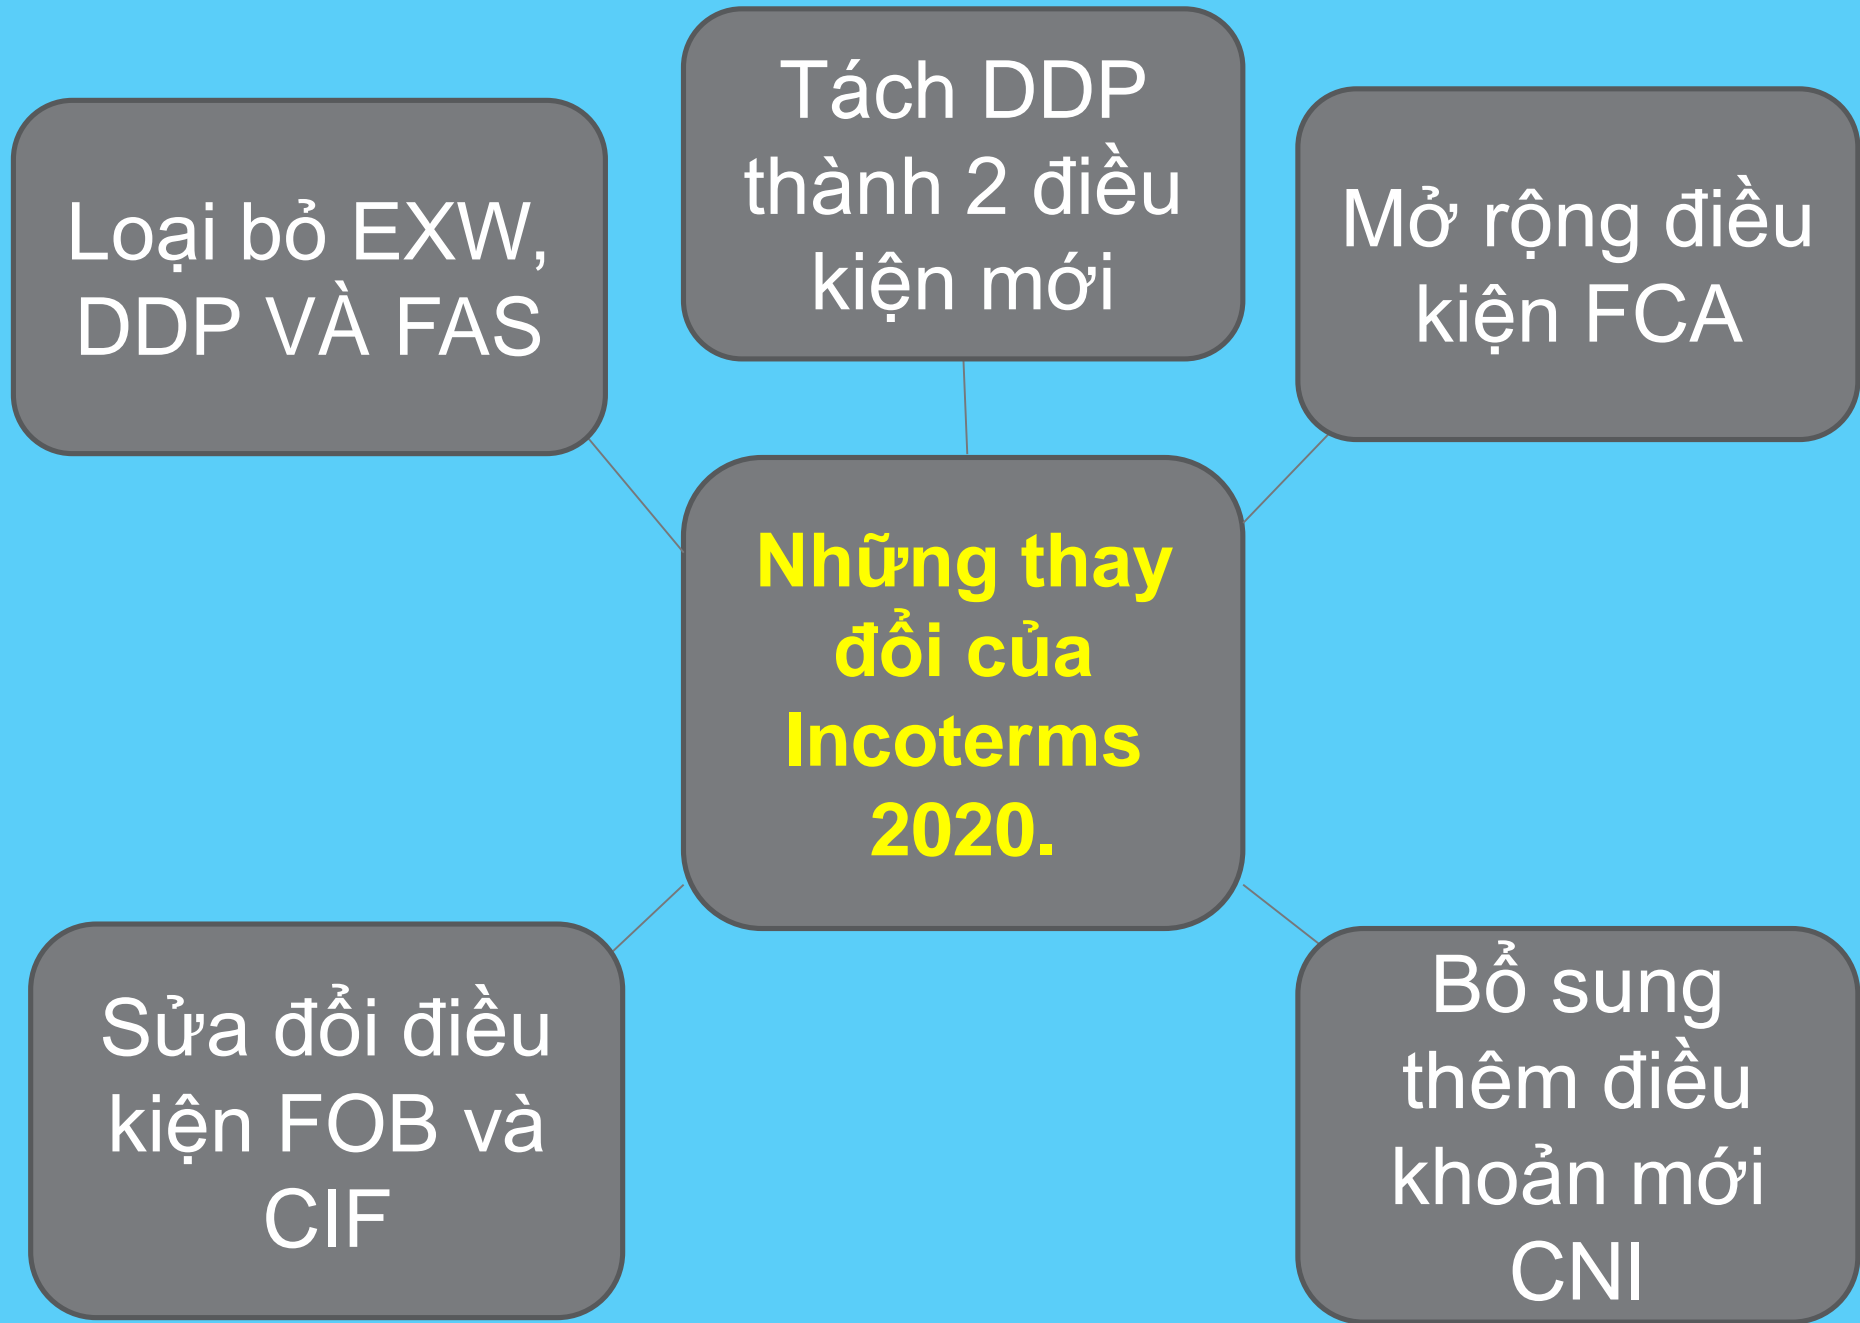 Loại bỏ EXW,
DDP VÀ FAS
Tách DDP
thành 2 điều
kiện mới
Mở rộng điều
kiện FCA
Những thay
đổi của
Incoterms
2020.
Sửa đổi điều
kiện FOB và
CIF
Bổ sung
thêm điều
khoản mới
CNI